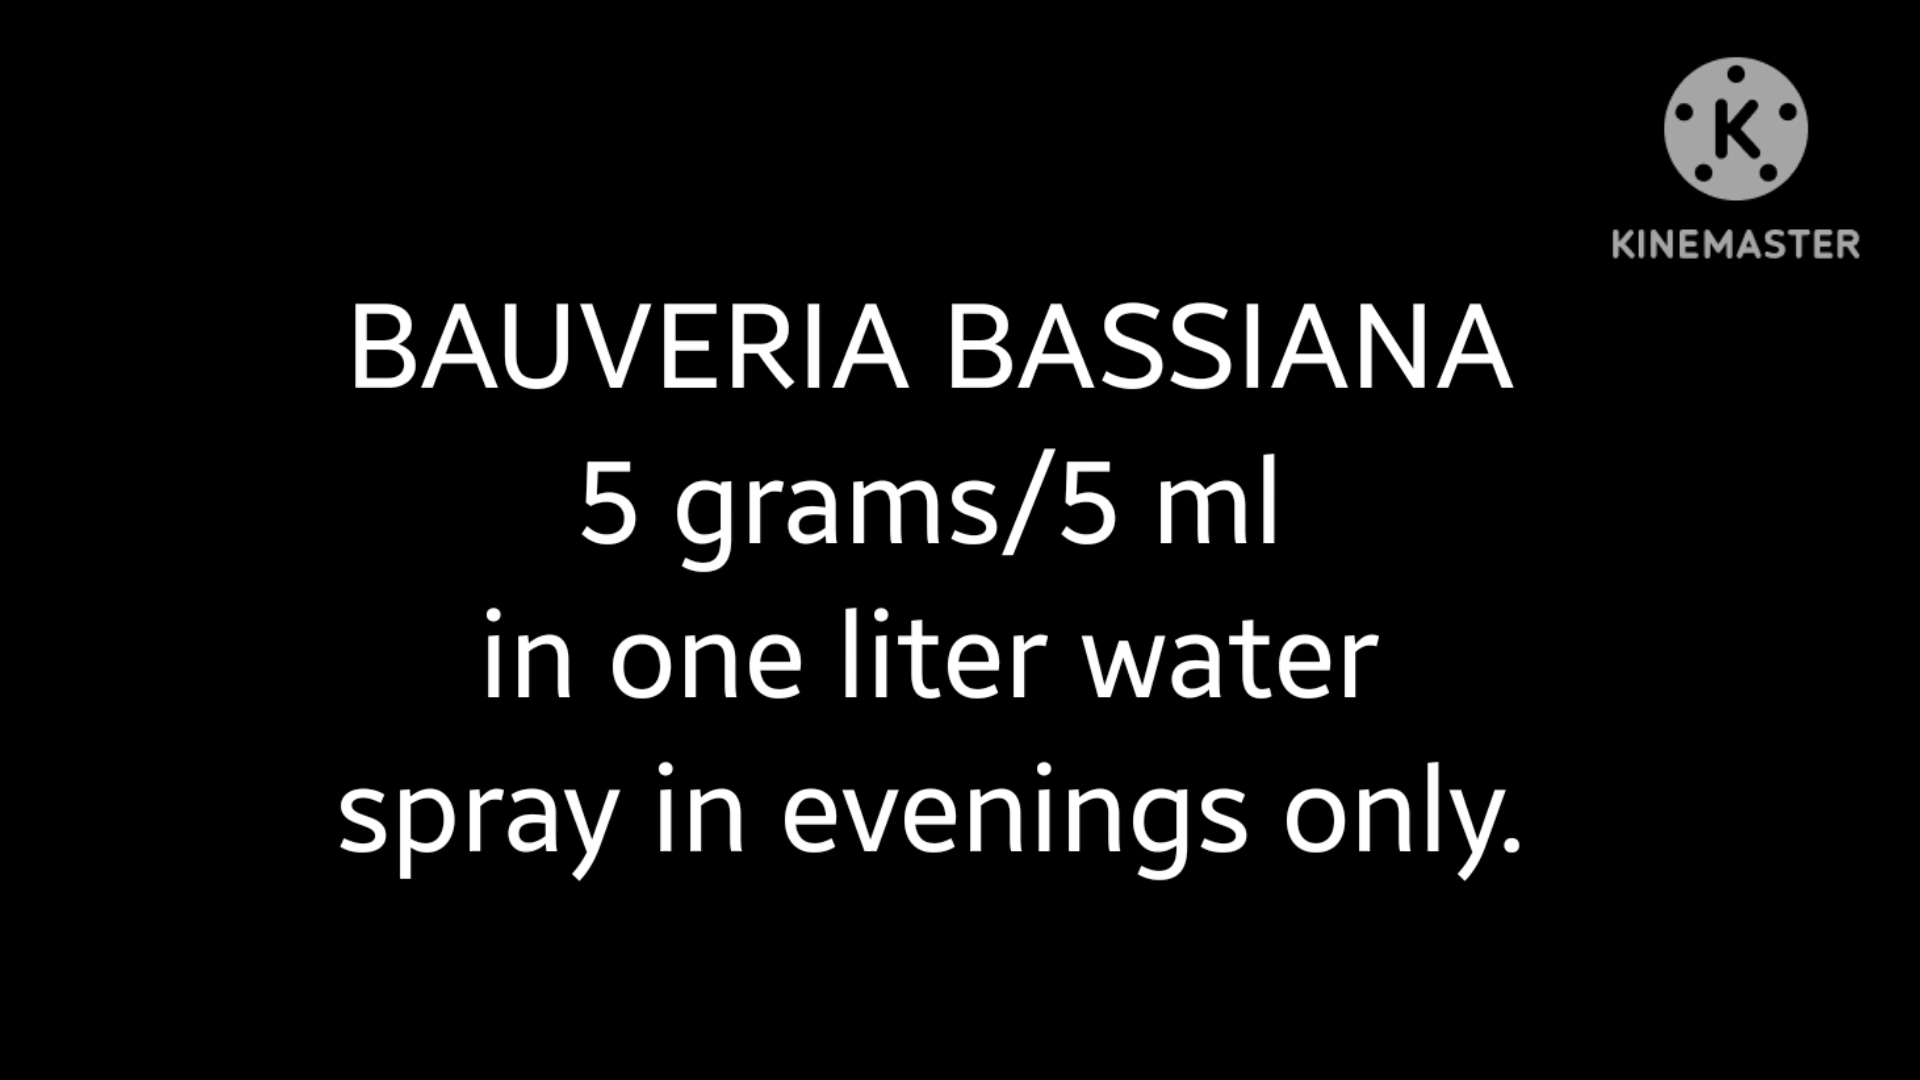 K
KINEMASTER
BAUVERIA BASSIANA
5 grams/5 ml
in one liter water
spray in evenings only.